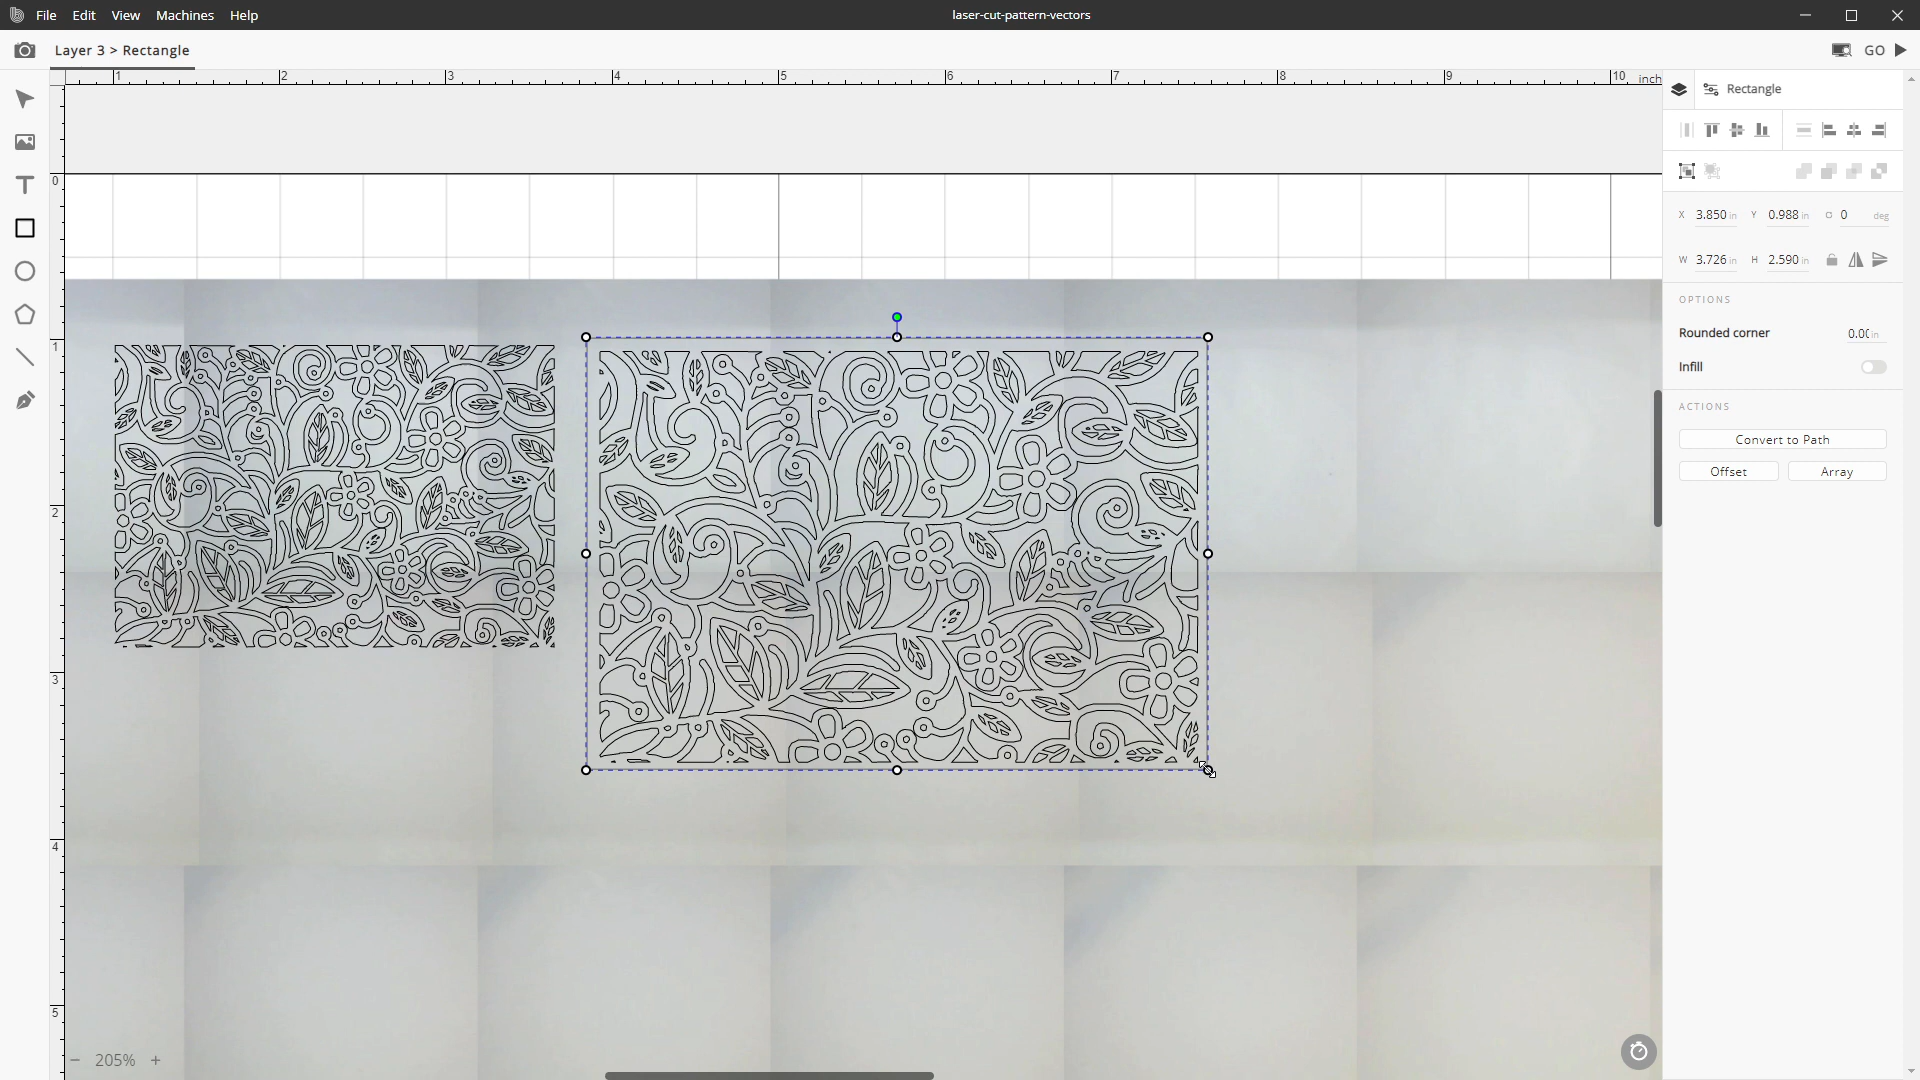 File Edit View Machines Help laser-cut-pattern-vectors
Layer 3 > Rectangle GO
1 2 3 4 5 6 7 8 9 10 inch
Rectangle
0
X 3.850 in Y 0.988 in 0 deg
W 3.726 in H 2.590 in
OPTIONS
Rounded corner 0.00 in
1
Infill
ACTIONS
Convert to Path
Offset Array
2
3
4
5
− 205% +